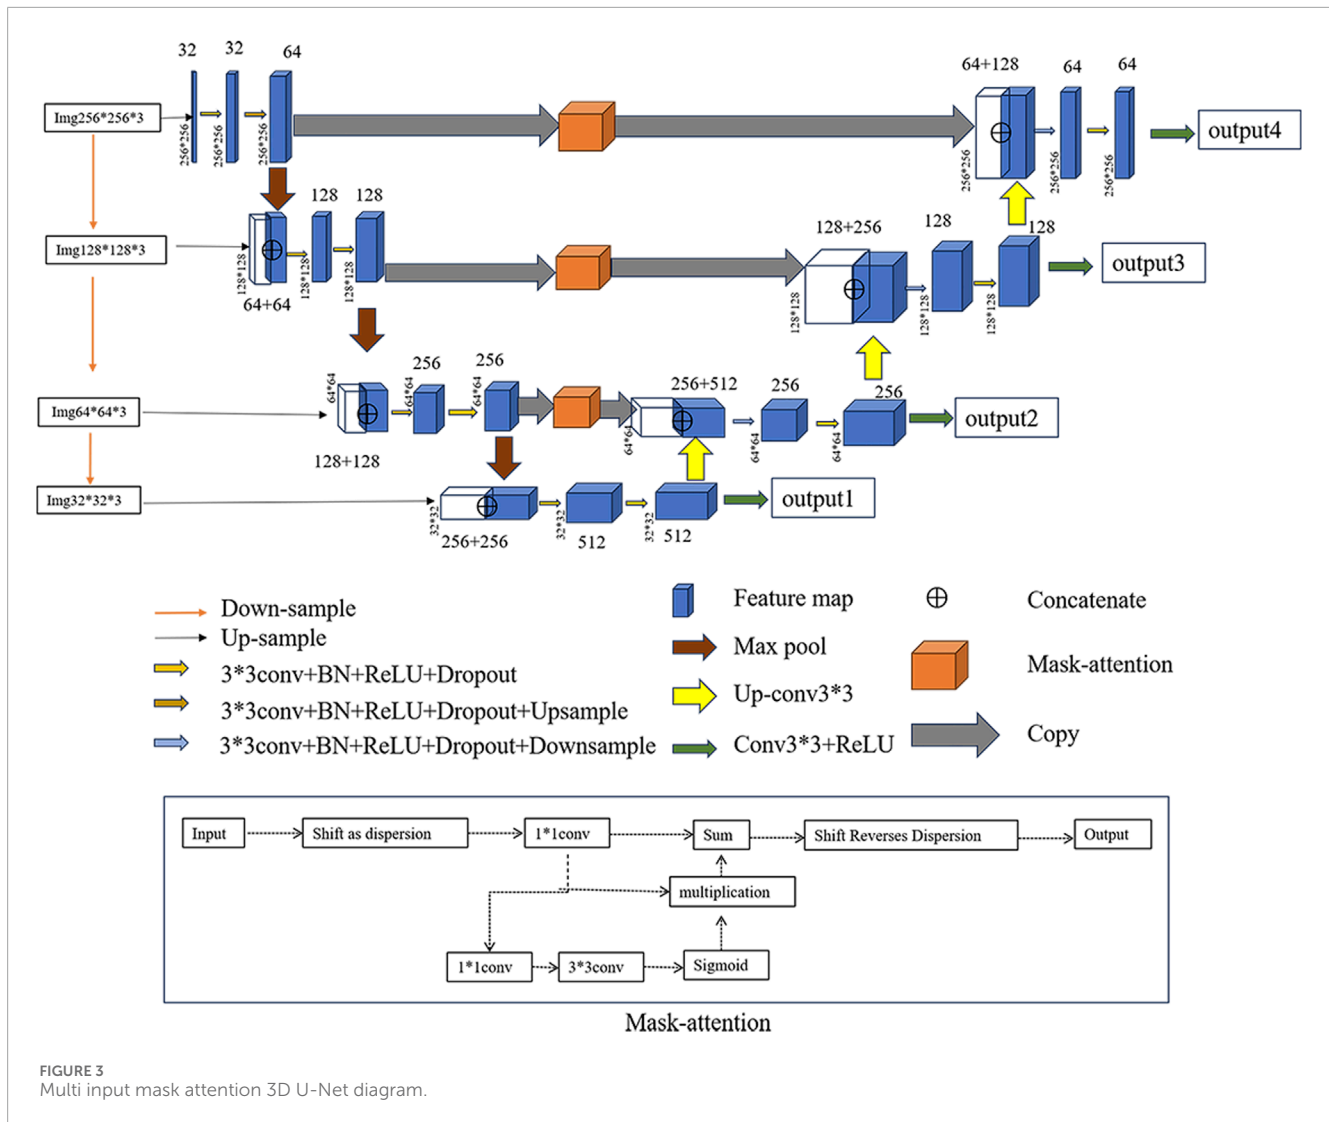 32
32
64
64+128
64
64
Img256*256*3
256*256
256*256
256*256
256*256
256*256
256*256
output4
128
128
128+256
128
128
Img128*128*3
128*128
128*128
128*128
128*128
128*128
128*128
output3
64+64
256
256
256+512
256
256
Img64*64*3
64*64
64*64
64*64
64*64
64*64
64*64
output2
128+128
Img32*32*3
32*32
32*32
32*32
output1
256+256
512
512
Down-sample
Up-sample
3*3conv+BN+ReLU+Dropout
3*3conv+BN+ReLU+Dropout+Upsample
3*3conv+BN+ReLU+Dropout+Downsample
Feature map
Max pool
Up-conv3*3
Conv3*3+ReLU
Concatenate
Mask-attention
Copy
Input
Shift as dispersion
1*1conv
Sum
Shift Reverses Dispersion
Output
multiplication
1*1conv
3*3conv
Sigmoid
Mask-attention
FIGURE 3
Multi input mask attention 3D U-Net diagram.